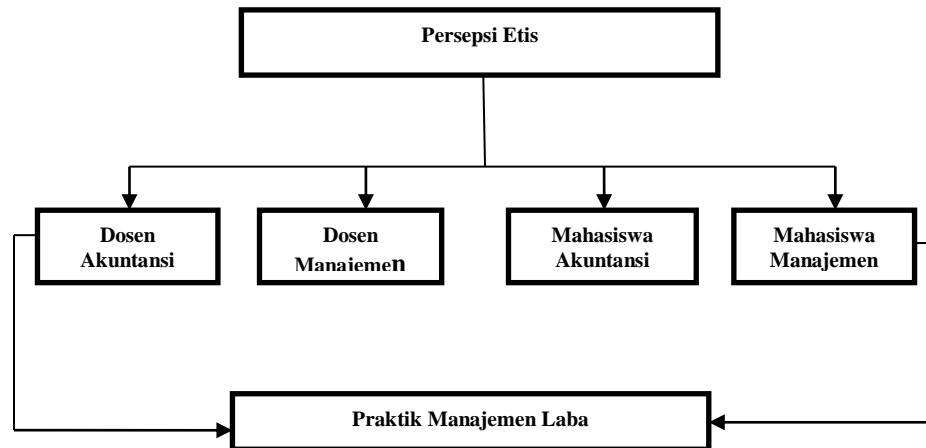 Persepsi Etis
Dosen
Akuntansi
Dosen
Manajemen
Mahasiswa
Akuntansi
Mahasiswa
Manajemen
Praktik Manajemen Laba